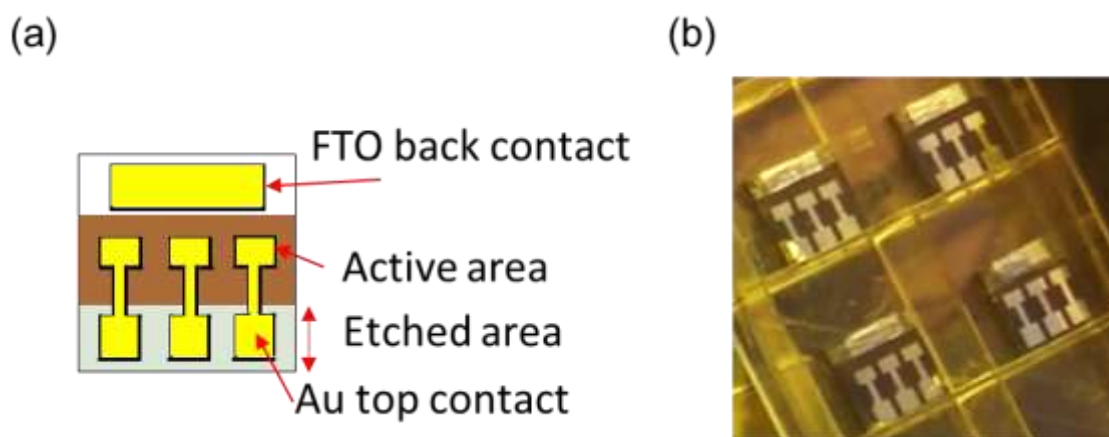 (a)
(b)
FTO back contact
Active area
Etched area
Au top contact